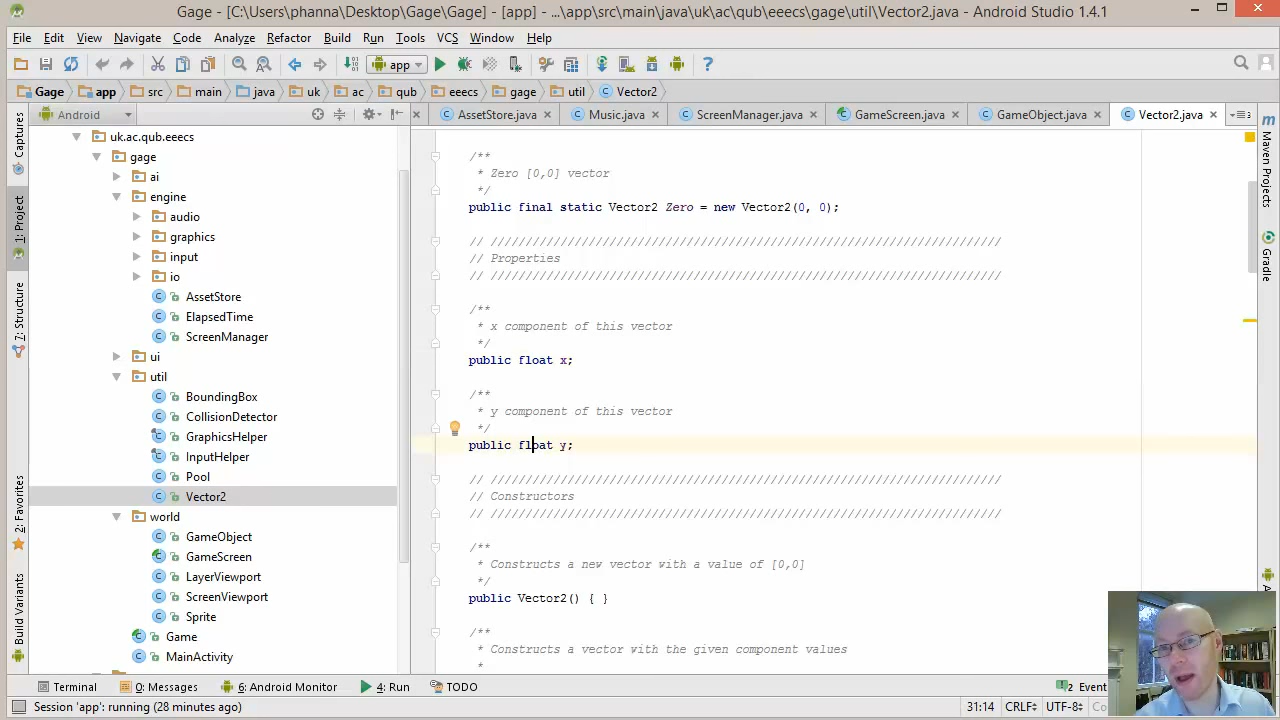 Gage - [C:\Users\phanna\Desktop\Gage\Gage] - [app] - ...\app\src\main\java\uk\ac\qub\eeecs\gage\util\Vector2.java - Android Studio 1.4.1
File Edit View Navigate Code Analyze Refactor Build Run Tools VCS Window Help
app
Gage app src main java uk ac qub eeecs gage util Vector2
Android
AssetStore.java Music.java ScreenManager.java GameScreen.java GameObject.java Vector2.java
Captures
1: Project
7: Structure
2: Favorites
Build Variants
uk.ac.qub.eeecs
gage
ai
engine
audio
graphics
input
io
AssetStore
ElapsedTime
ScreenManager
ui
util
BoundingBox
CollisionDetector
GraphicsHelper
InputHelper
Pool
Vector2
world
GameObject
GameScreen
LayerViewport
ScreenViewport
Sprite
Game
MainActivity
/**
* Zero [0,0] vector
*/
public final static Vector2 Zero = new Vector2(0, 0);
// /////////////////////////////////////////////////////////////////////////
// Properties
// /////////////////////////////////////////////////////////////////////////
/**
* x component of this vector
*/
public float x;
/**
* y component of this vector
*/
public float y;
// /////////////////////////////////////////////////////////////////////////
// Constructors
// /////////////////////////////////////////////////////////////////////////
/**
* Constructs a new vector with a value of [0,0]
*/
public Vector2() { }
/**
* Constructs a vector with the given component values
*
Maven Projects
Gradle
Terminal 0: Messages 6: Android Monitor 4: Run TODO 2 Event
Session 'app': running (28 minutes ago) 31:14 CRLF UTF-8